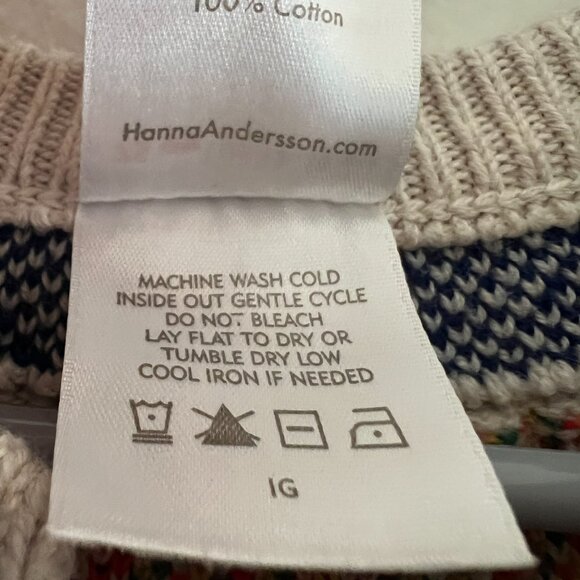 100% Cotton
HannaAndersson.com
MACHINE WASH COLD
INSIDE OUT GENTLE CYCLE
DO NOT BLEACH
LAY FLAT TO DRY OR
TUMBLE DRY LOW
COOL IRON IF NEEDED
IG